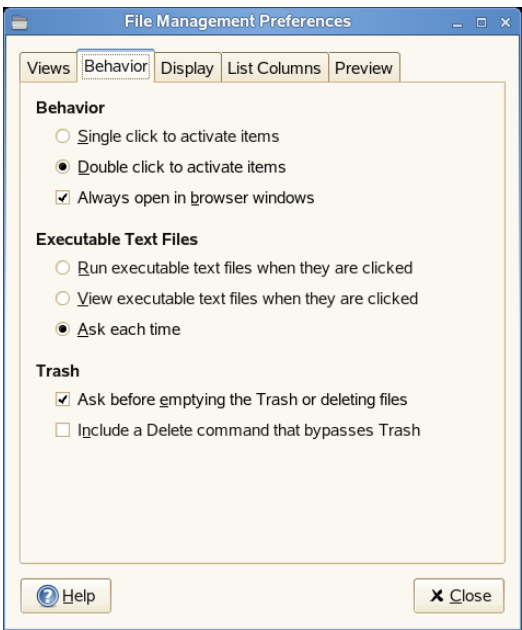 File Management Preferences
Views Behavior Display List Columns Preview
Behavior
Single click to activate items
Double click to activate items
Always open in browser windows
Executable Text Files
Run executable text files when they are clicked
View executable text files when they are clicked
Ask each time
Trash
Ask before emptying the Trash or deleting files
Include a Delete command that bypasses Trash
Help Close